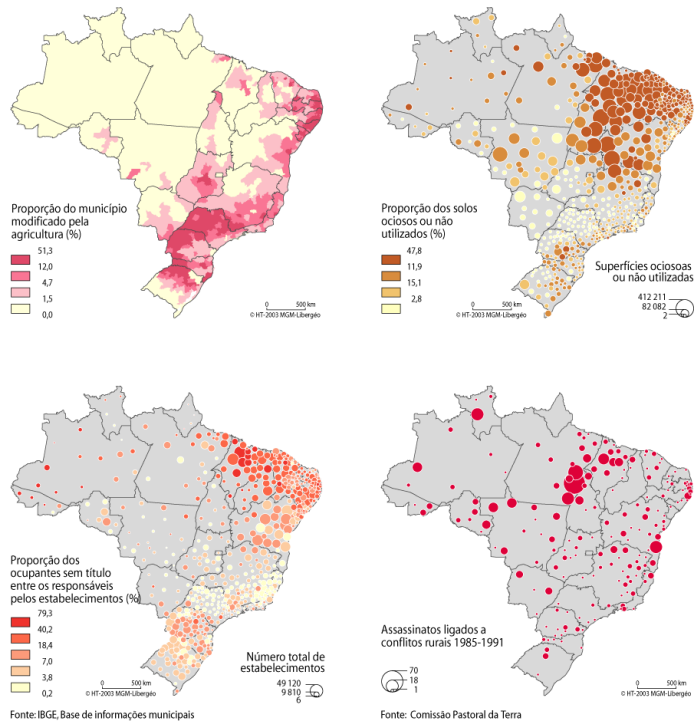 Proporção do município
modificado pela
agricultura (%)
51,3
12,0
4,7
1,5
0,0
0 500 km
© HT-2003 MGM-Libergéo
Proporção dos solos
ociosos ou não
utilizados (%)
47,8
11,9
15,1
2,8
Superfícies ociosoas
ou não utilizadas
412 211
82 082
2
0 500 km
© HT-2003 MGM-Libergéo
Proporção dos
ocupantes sem título
entre os responsáveis
pelos estabelecimentos (%)
79,3
40,2
18,4
7,0
3,8
0,2
Número total de
estabelecimentos
49 120
9 810
6
0 500 km
© HT-2003 MGM-Libergéo
Fonte: IBGE, Base de informações municipais
Assassinatos ligados a
conflitos rurais 1985-1991
70
18
1
0 500 km
© HT-2003 MGM-Libergéo
Fonte: Comissão Pastoral da Terra